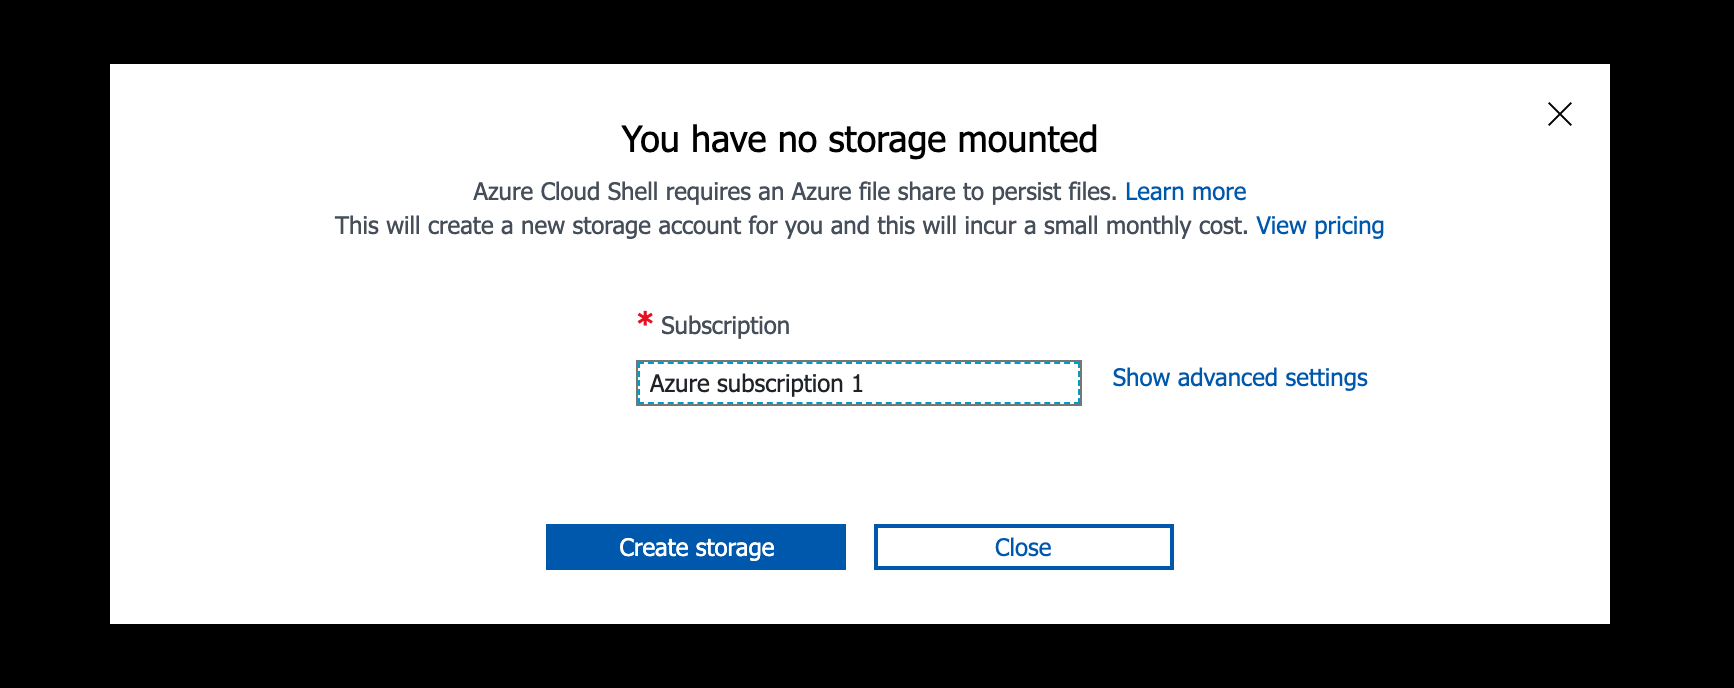 You have no storage mounted
Azure Cloud Shell requires an Azure file share to persist files. Learn more
This will create a new storage account for you and this will incur a small monthly cost. View pricing
* Subscription
Azure subscription 1
Show advanced settings
Create storage
Close